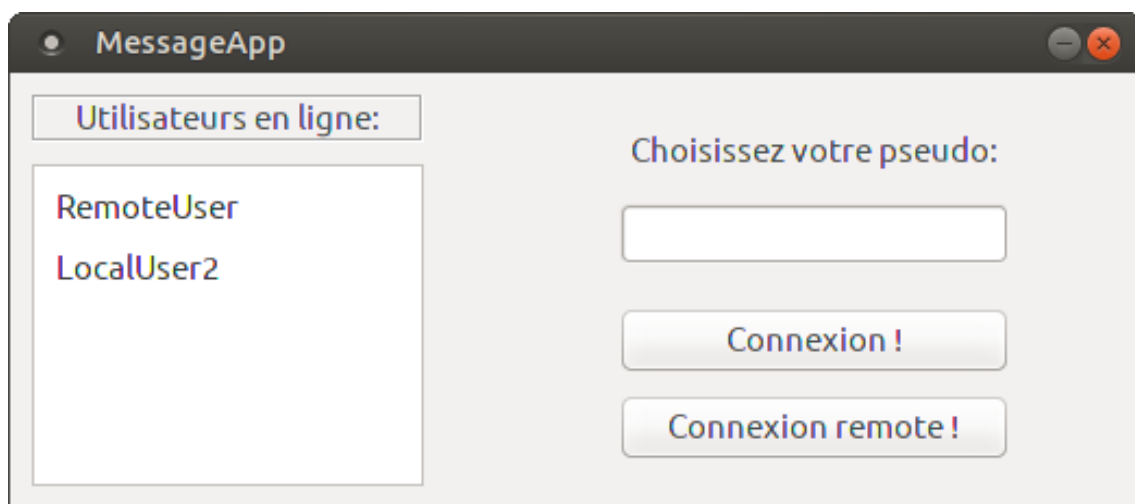 MessageApp
Utilisateurs en ligne:
RemoteUser
LocalUser2
Choisissez votre pseudo:
Connexion !
Connexion remote !